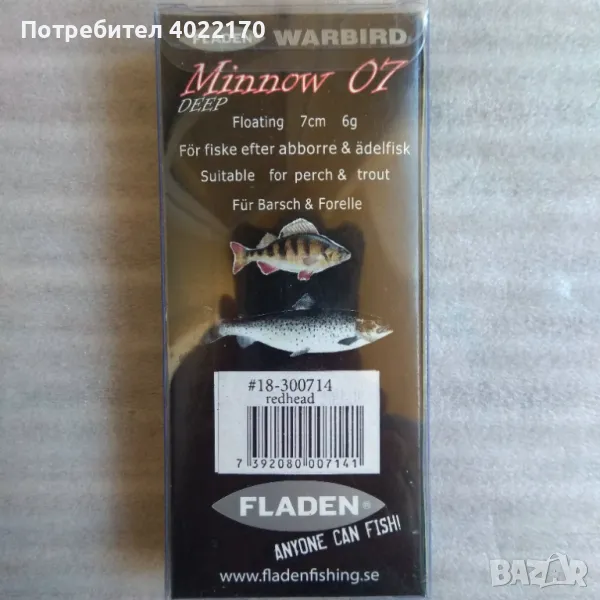 Потребител 4022170
FLADEN WARBIRD
Minnow 07
DEEP
Floating 7cm 6g
För fiske efter abborre & ädelfisk
Suitable for perch & trout
Für Barsch & Forelle
#18-300714
redhead
7 392080 007141
FLADEN®
ANYONE CAN FISH!
www.fladenfishing.se
BAZAR